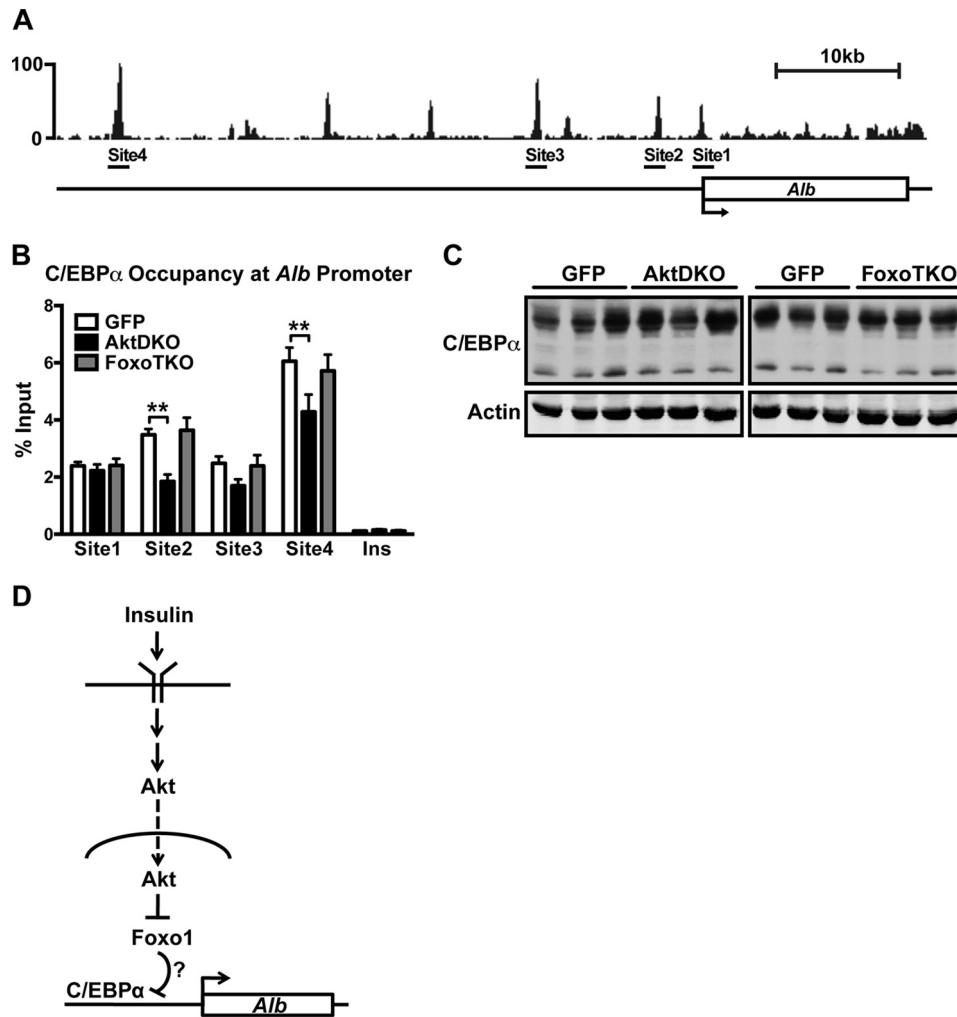 A
100
0
10kb
Site4 Site3 Site2 Site1
Alb
B
C/EBPα Occupancy at Alb Promoter
8
6
4
2
0
% Input
GFP
AktDKO
FoxoTKO
**
**
Site1 Site2 Site3 Site4 Ins
C
GFP AktDKO GFP FoxoTKO
C/EBPα
Actin
D
Insulin
Akt
Akt
Foxo1
?
C/EBPα
Alb